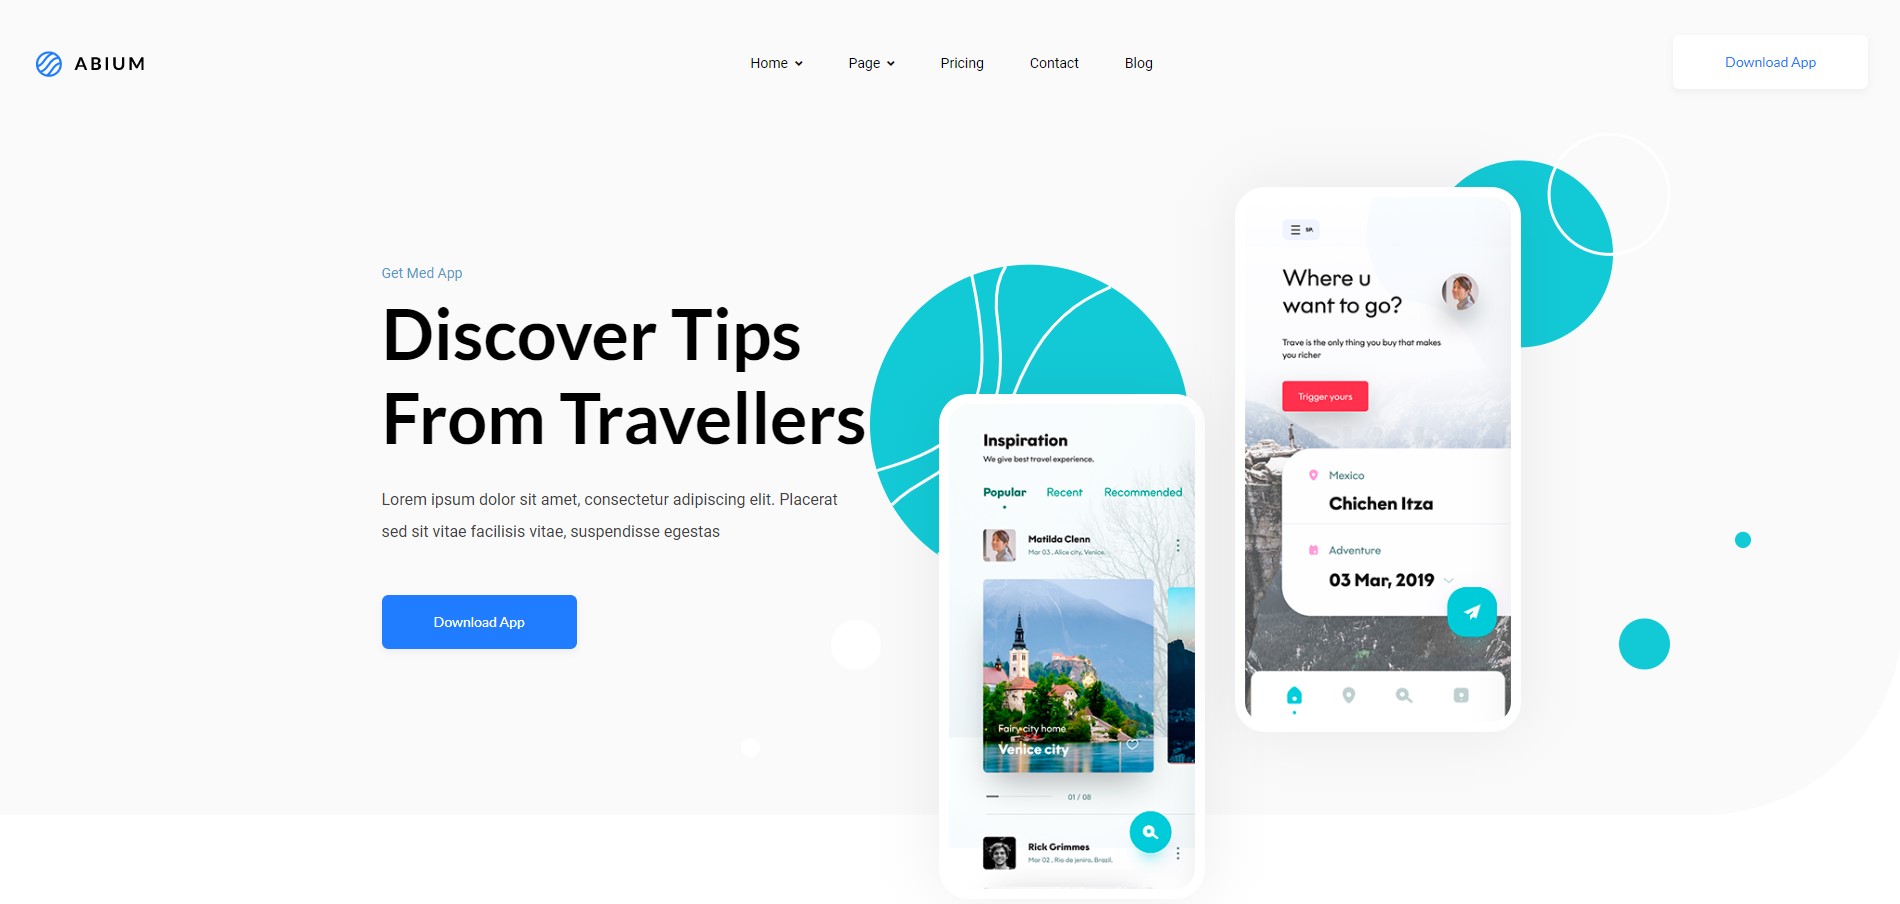 ABIUM
Home
Page
Pricing
Contact
Blog
Download App
Get Med App
Discover Tips
From Travellers
Lorem ipsum dolor sit amet, consectetur adipiscing elit. Placerat
sed sit vitae facilisis vitae, suspendisse egestas
Download App
Inspiration
We give best travel experience.
Popular
Recent
Recommended
Matilda Clenn
Mar 03 , Alice city, Venice.
Fairy city home
Venice city
01 / 08
Rick Grimmes
Mar 02 , Rio de jeniro, Brazil.
Where u
want to go?
Trave is the only thing you buy that makes
you richer
Trigger yours
Mexico
Chichen Itza
Adventure
03 Mar, 2019